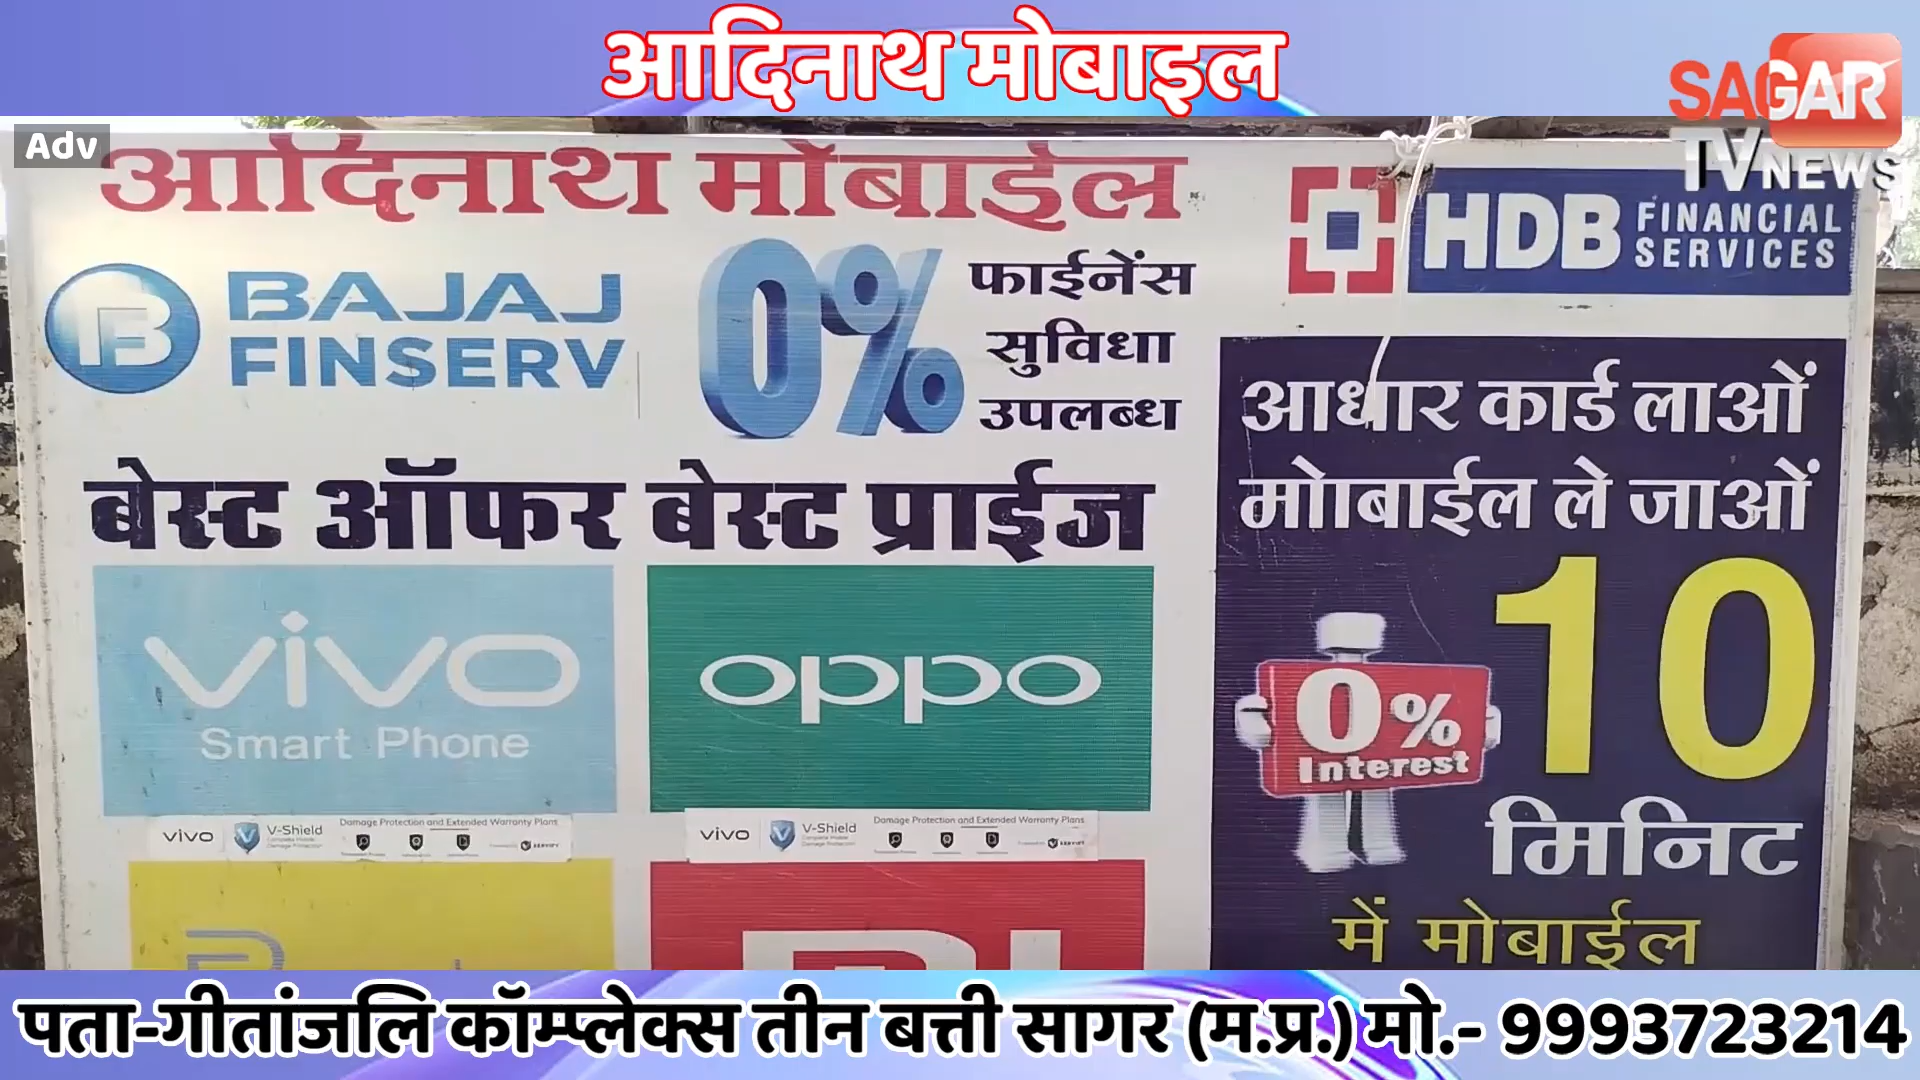 आदिनाथ मोबाइल
SAGAR
TV NEWS
Adv
आदिनाथ मोबाईल
BAJAJ
FINSERV
0%
फाईनेंस
सुविधा
उपलब्ध
HDB FINANCIAL
SERVICES
बेस्ट ऑफर बेस्ट प्राईज
vivo
Smart Phone
oppo
आधार कार्ड लाओं
मोाबाईल ले जाओं
10
0%
Interest
मिनिट
में मोबाईल
vivo V-Shield Damage Protection and Extended Warranty Plans
vivo V-Shield Damage Protection and Extended Warranty Plans
पता-गीतांजलि कॉम्प्लेक्स तीन बत्ती सागर (म.प्र.) मो.- 9993723214